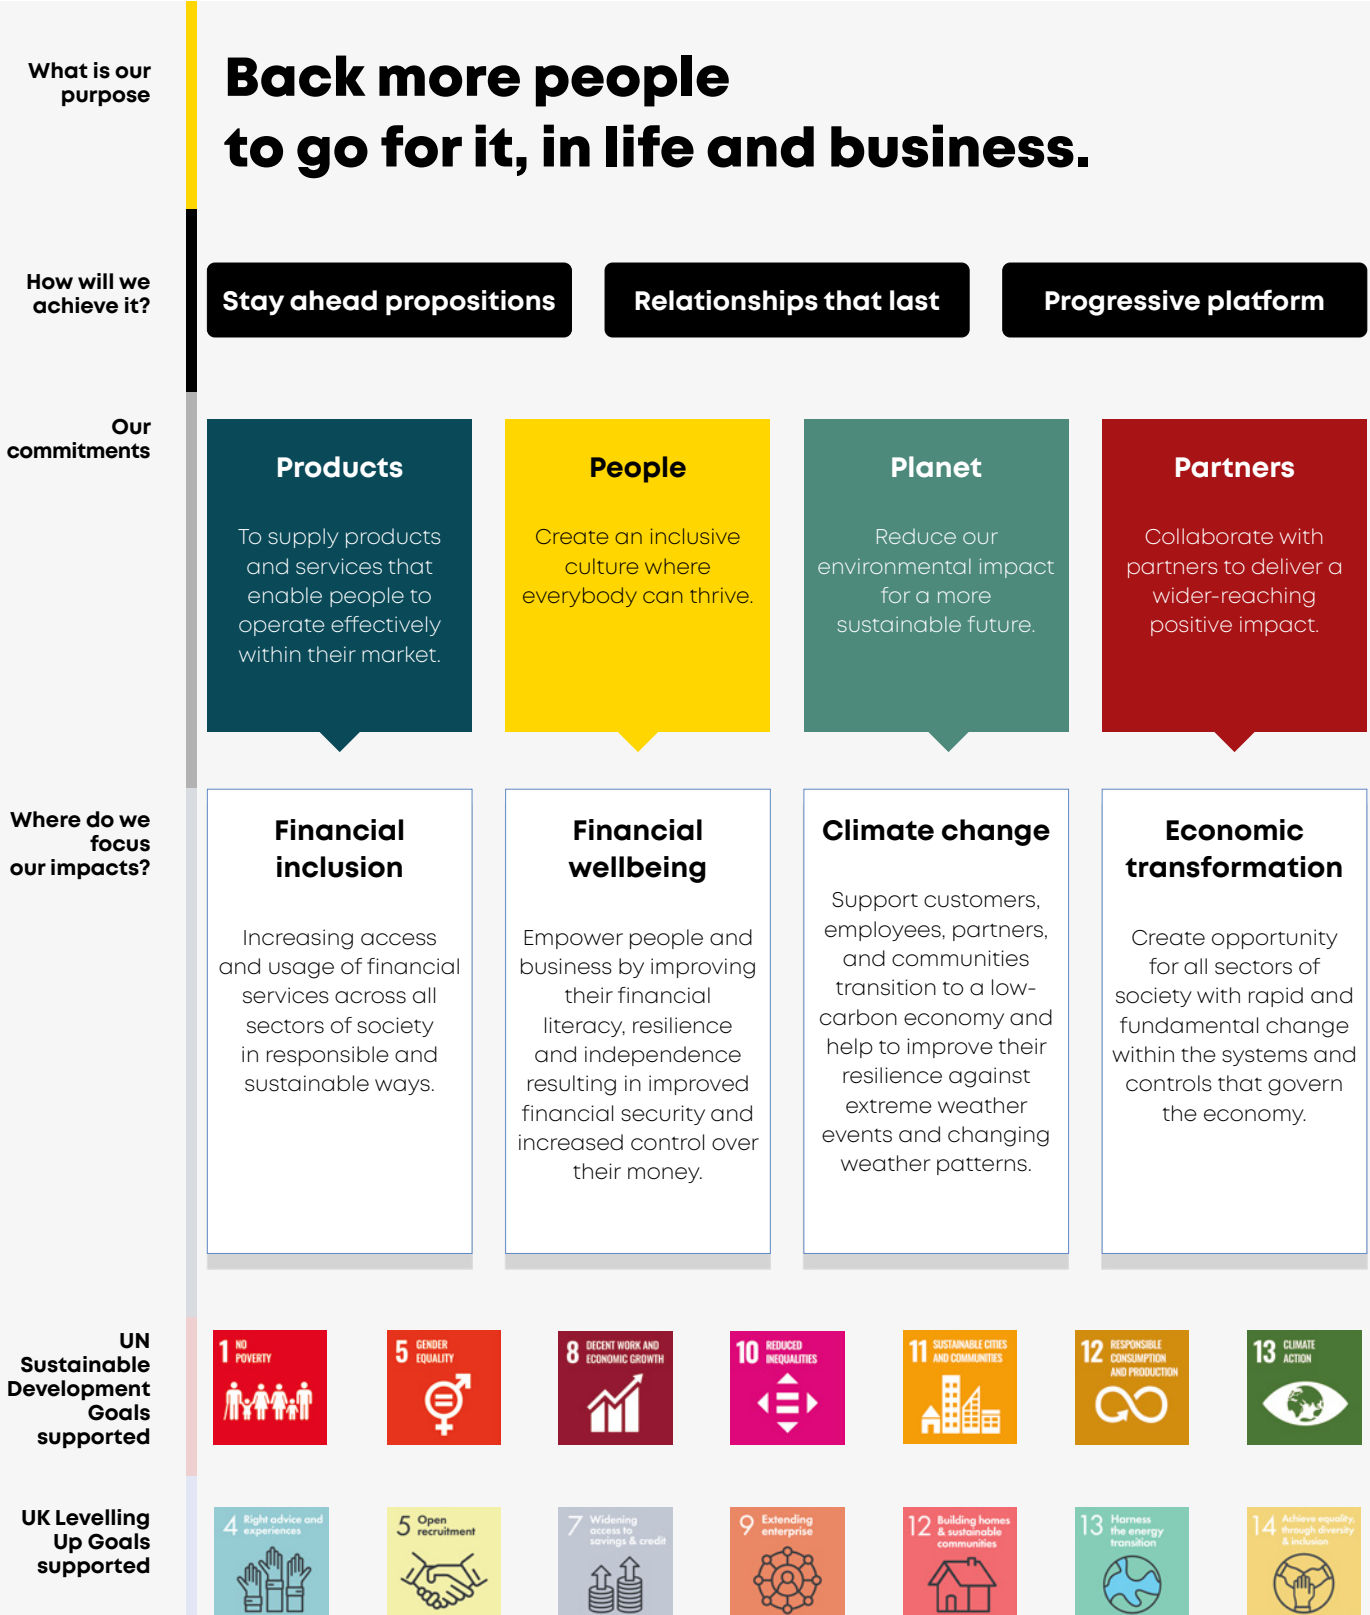 What is our
purpose
Back more people
to go for it, in life and business.
How will we
achieve it?
Stay ahead propositions
Relationships that last
Progressive platform
Our
commitments
Products
To supply products
and services that
enable people to
operate effectively
within their market.
People
Create an inclusive
culture where
everybody can thrive.
Planet
Reduce our
environmental impact
for a more
sustainable future.
Partners
Collaborate with
partners to deliver a
wider-reaching
positive impact.
Where do we
focus
our impacts?
Financial
inclusion
Increasing access
and usage of financial
services across all
sectors of society
in responsible and
sustainable ways.
Financial
wellbeing
Empower people and
business by improving
their financial
literacy, resilience
and independence
resulting in improved
financial security and
increased control over
their money.
Climate change
Support customers,
employees, partners,
and communities
transition to a low-
carbon economy and
help to improve their
resilience against
extreme weather
events and changing
weather patterns.
Economic
transformation
Create opportunity
for all sectors of
society with rapid and
fundamental change
within the systems and
controls that govern
the economy.
UN
Sustainable
Development
Goals
supported
1 NO
POVERTY
5 GENDER
EQUALITY
8 DECENT WORK AND
ECONOMIC GROWTH
10 REDUCED
INEQUALITIES
11 SUSTAINABLE CITIES
AND COMMUNITIES
12 RESPONSIBLE
CONSUMPTION
AND PRODUCTION
13 CLIMATE
ACTION
UK Levelling
Up Goals
supported
4 Right advice and
experiences
5 Open
recruitment
7 Widening
access to
savings & credit
9 Extending
enterprise
12 Building homes
& sustainable
communities
13 Harness
the energy
transition
14 Achieve equality,
through diversity
& inclusion